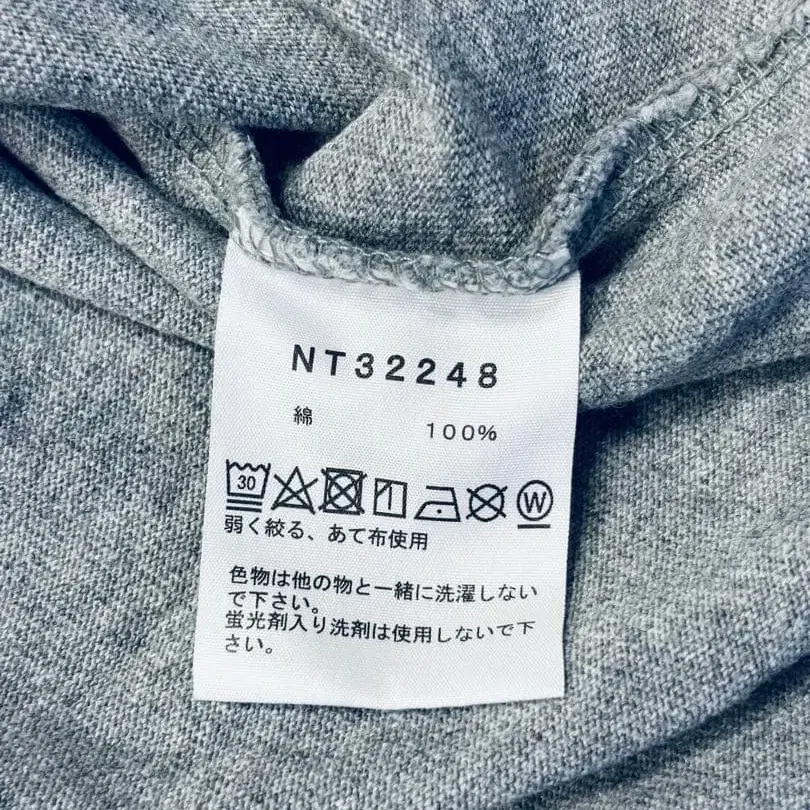 NT32248
綿 100%
30 W
弱く絞る、あて布使用
色物は他の物と一緒に洗濯しない
で下さい。
蛍光剤入り洗剤は使用しないで下
さい。